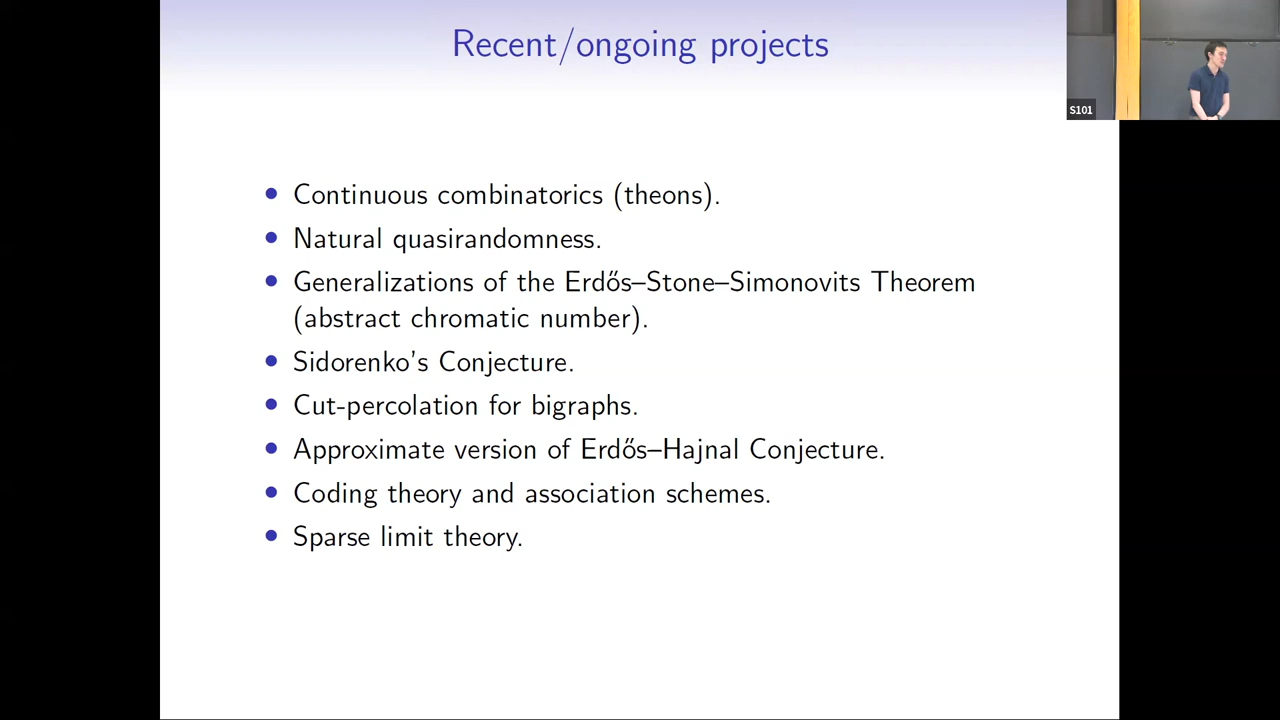 Recent/ongoing projects
S101
• Continuous combinatorics (theons).
• Natural quasirandomness.
• Generalizations of the Erdős–Stone–Simonovits Theorem
(abstract chromatic number).
• Sidorenko's Conjecture.
• Cut-percolation for bigraphs.
• Approximate version of Erdős–Hajnal Conjecture.
• Coding theory and association schemes.
• Sparse limit theory.